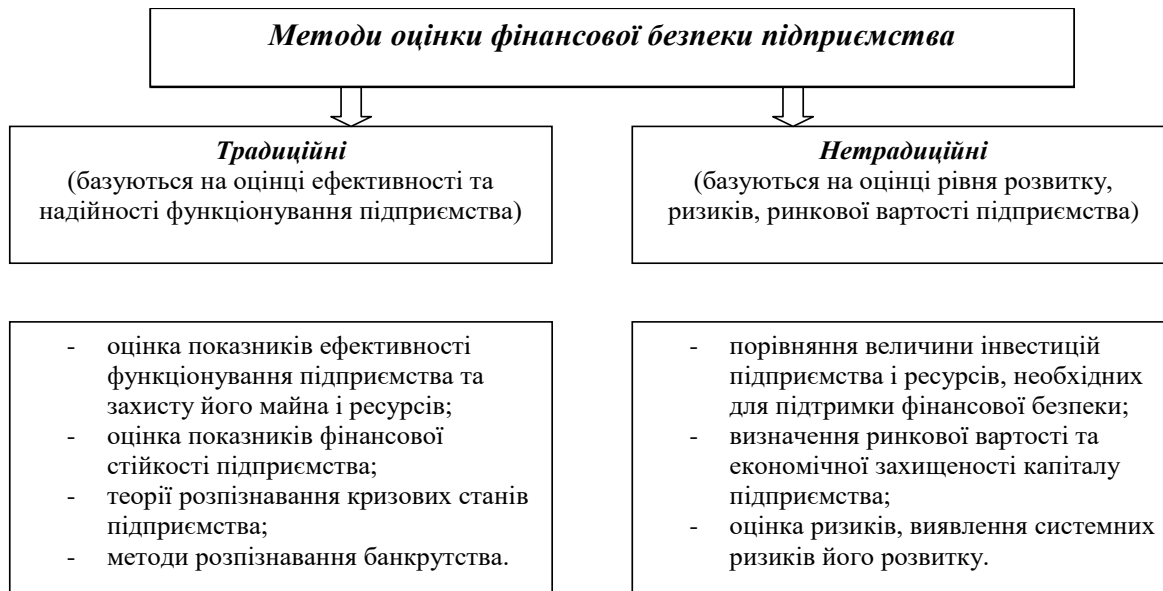 Методи оцінки фінансової безпеки підприємства
Традиційні
(базуються на оцінці ефективності та
надійності функціонування підприємства)
Нетрадиційні
(базуються на оцінці рівня розвитку,
ризиків, ринкової вартості підприємства)
- оцінка показників ефективності
функціонування підприємства та
захисту його майна і ресурсів;
- оцінка показників фінансової
стійкості підприємства;
- теорії розпізнавання кризових станів
підприємства;
- методи розпізнавання банкрутства.
- порівняння величини інвестицій
підприємства і ресурсів, необхідних
для підтримки фінансової безпеки;
- визначення ринкової вартості та
економічної захищеності капіталу
підприємства;
- оцінка ризиків, виявлення системних
ризиків його розвитку.